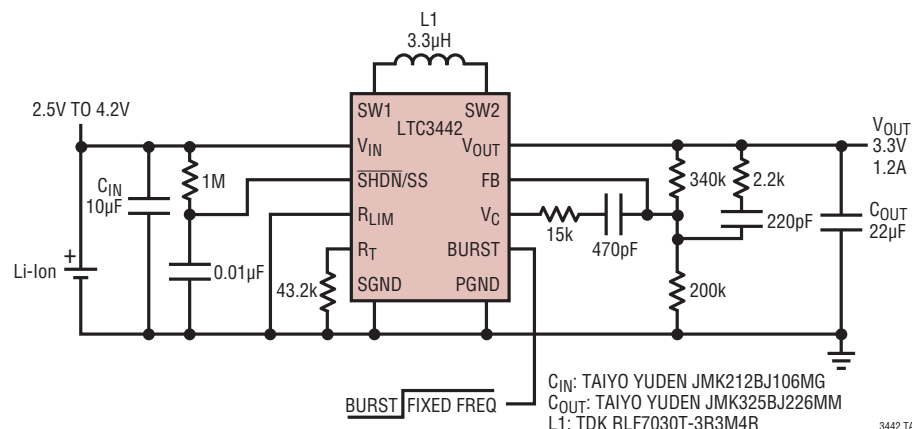 L1
3.3µH
2.5V TO 4.2V
SW1
SW2
LTC3442
VIN
VOUT
SHDN/SS
FB
RLIM
VC
RT
BURST
SGND
PGND
CIN
10µF
1M
Li-Ion
+
0.01µF
43.2k
15k
470pF
340k
2.2k
220pF
200k
VOUT
3.3V
1.2A
COUT
22µF
BURST FIXED FREQ
CIN: TAIYO YUDEN JMK212BJ106MG
COUT: TAIYO YUDEN JMK325BJ226MM
L1: TDK RLF7030T-3R3M4R